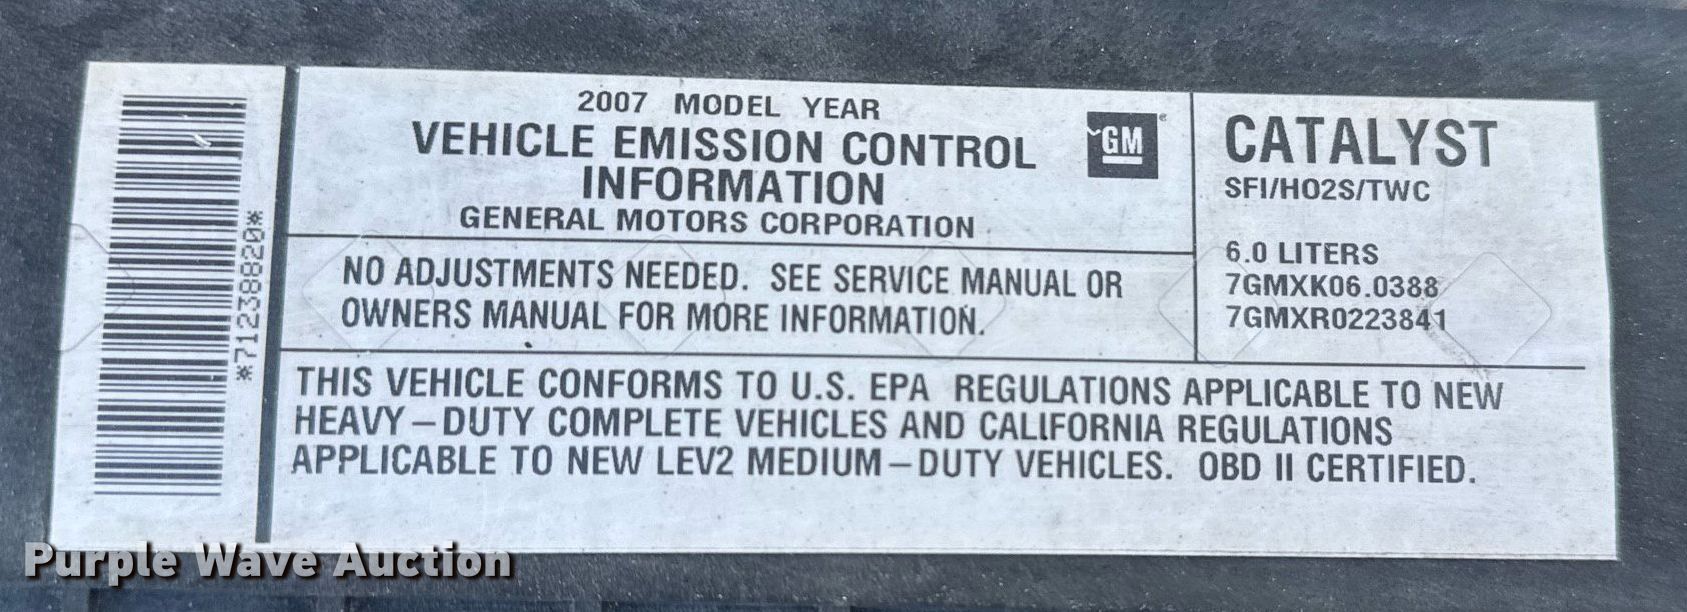 *71238820*
2007 MODEL YEAR
VEHICLE EMISSION CONTROL
INFORMATION
GENERAL MOTORS CORPORATION
GM
NO ADJUSTMENTS NEEDED. SEE SERVICE MANUAL OR
OWNERS MANUAL FOR MORE INFORMATION.
CATALYST
SFI/HO2S/TWC
6.0 LITERS
7GMXK06.0388
7GMXR0223841
THIS VEHICLE CONFORMS TO U.S. EPA REGULATIONS APPLICABLE TO NEW
HEAVY–DUTY COMPLETE VEHICLES AND CALIFORNIA REGULATIONS
APPLICABLE TO NEW LEV2 MEDIUM–DUTY VEHICLES. OBD II CERTIFIED.
Purple Wave Auction